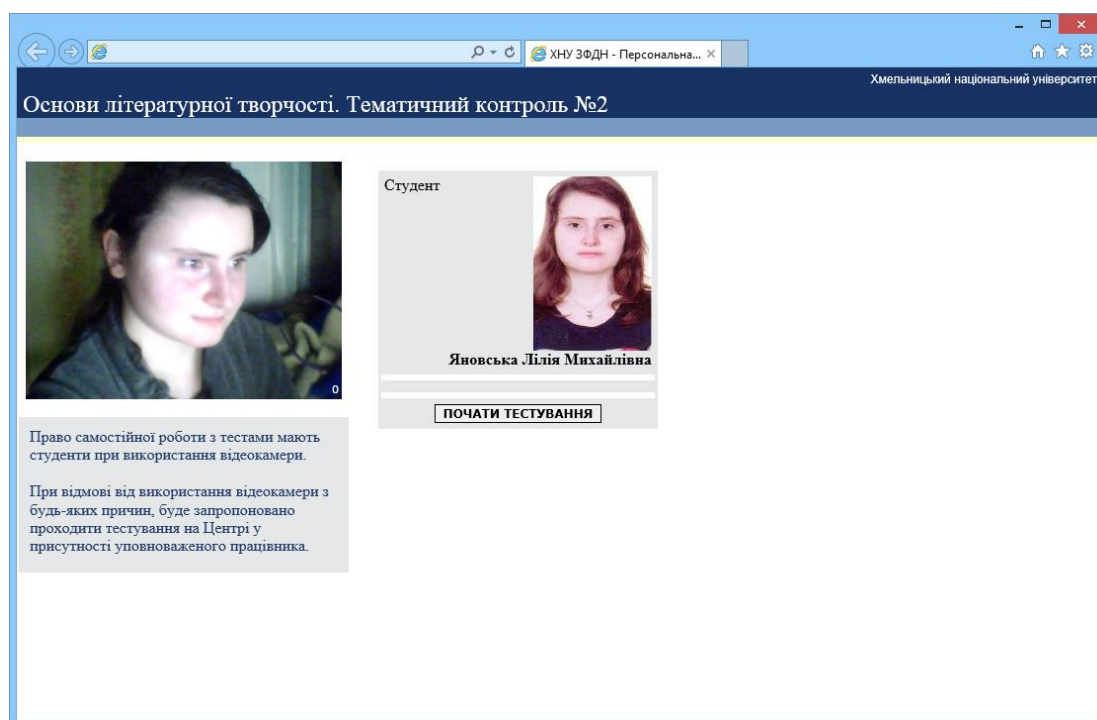 ХНУ ЗФДН - Персональна...
Хмельницький національний університет
Основи літературної творчості. Тематичний контроль №2
0
Студент
Яновська Лілія Михайлівна
ПОЧАТИ ТЕСТУВАННЯ
Право самостійної роботи з тестами мають
студенти при використання відеокамери.
При відмові від використання відеокамери з
будь-яких причин, буде запропоновано
проходити тестування на Центрі у
присутності уповноваженого працівника.